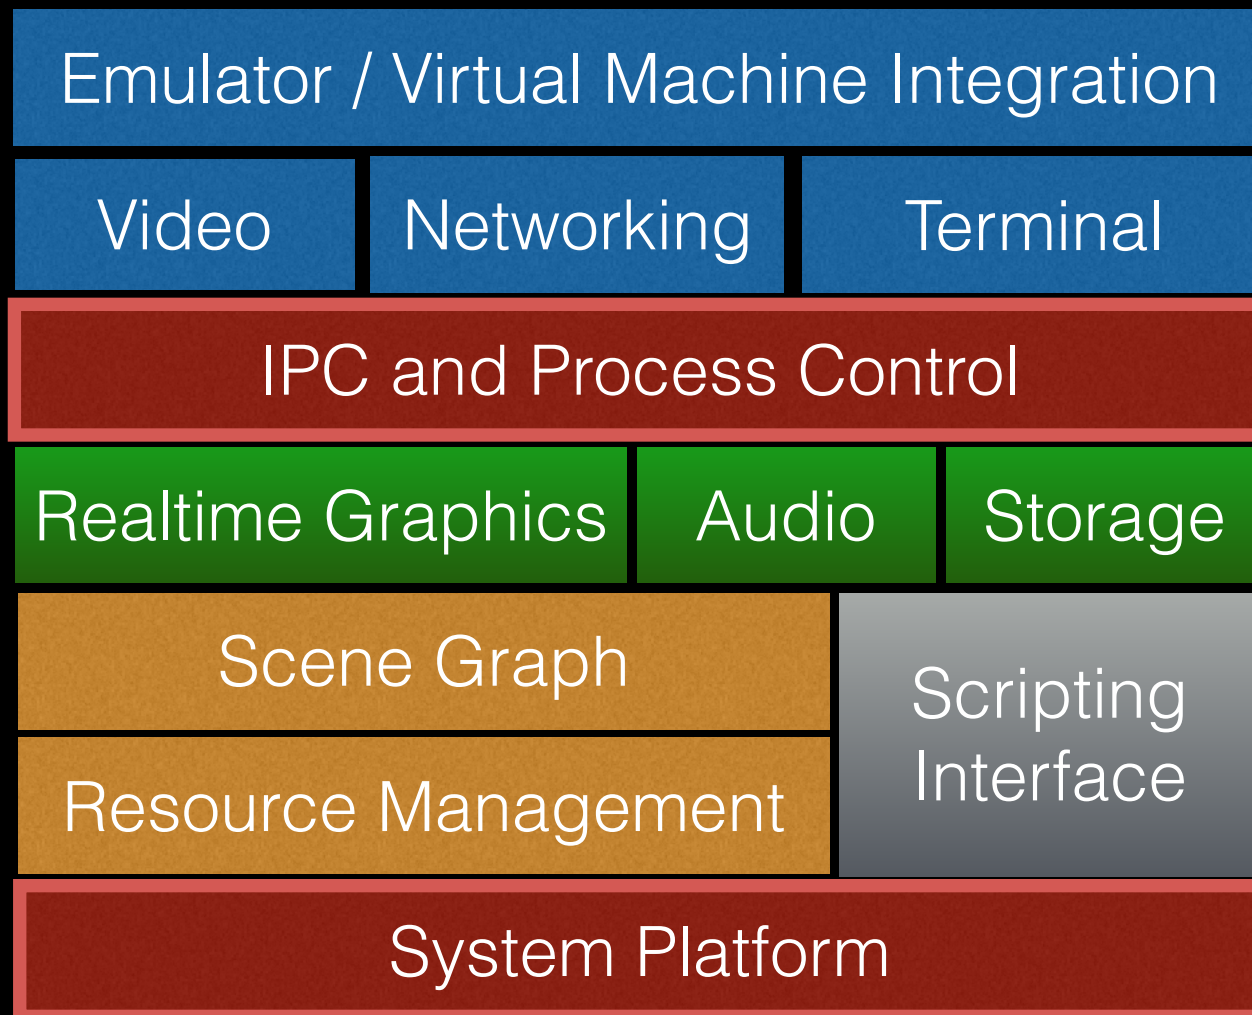 Emulator / Virtual Machine Integration
Video
Networking
Terminal
IPC and Process Control
Realtime Graphics
Audio
Storage
Scene Graph
Scripting
Interface
Resource Management
System Platform